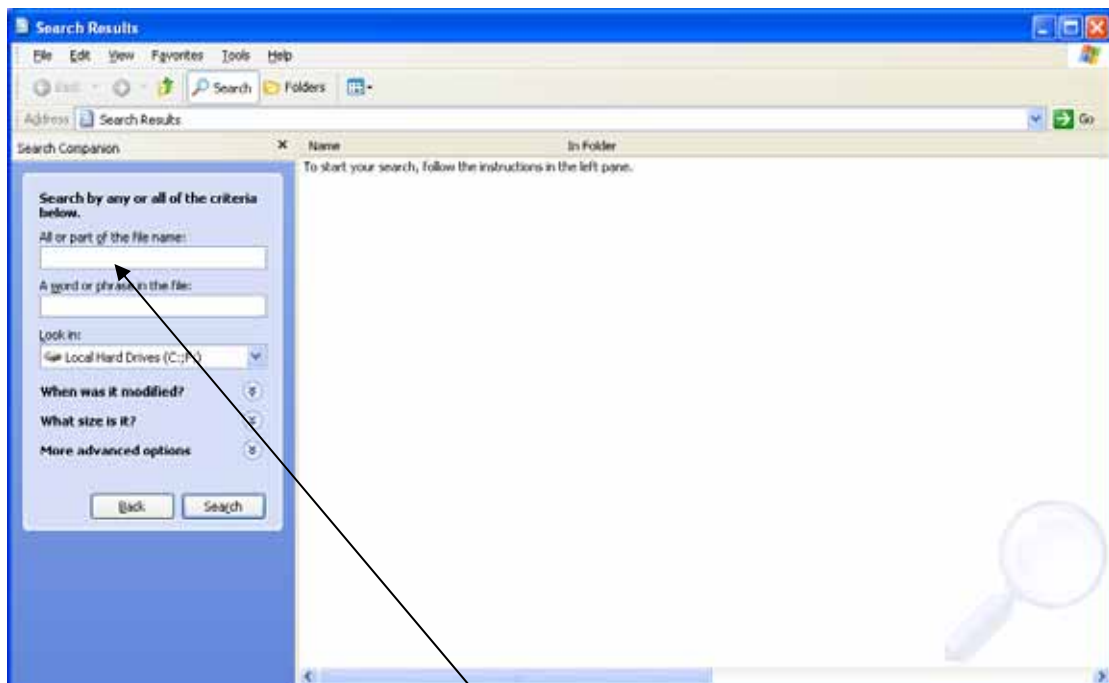 Search Results
File Edit View Favorites Tools Help
Search Folders
Address Search Results Go
Search Companion × Name In Folder
To start your search, follow the instructions in the left pane.
Search by any or all of the criteria
below.
All or part of the file name:
A word or phrase in the file:
Look in:
Local Hard Drives (C:;
When was it modified?
What size is it?
More advanced options
Back Search